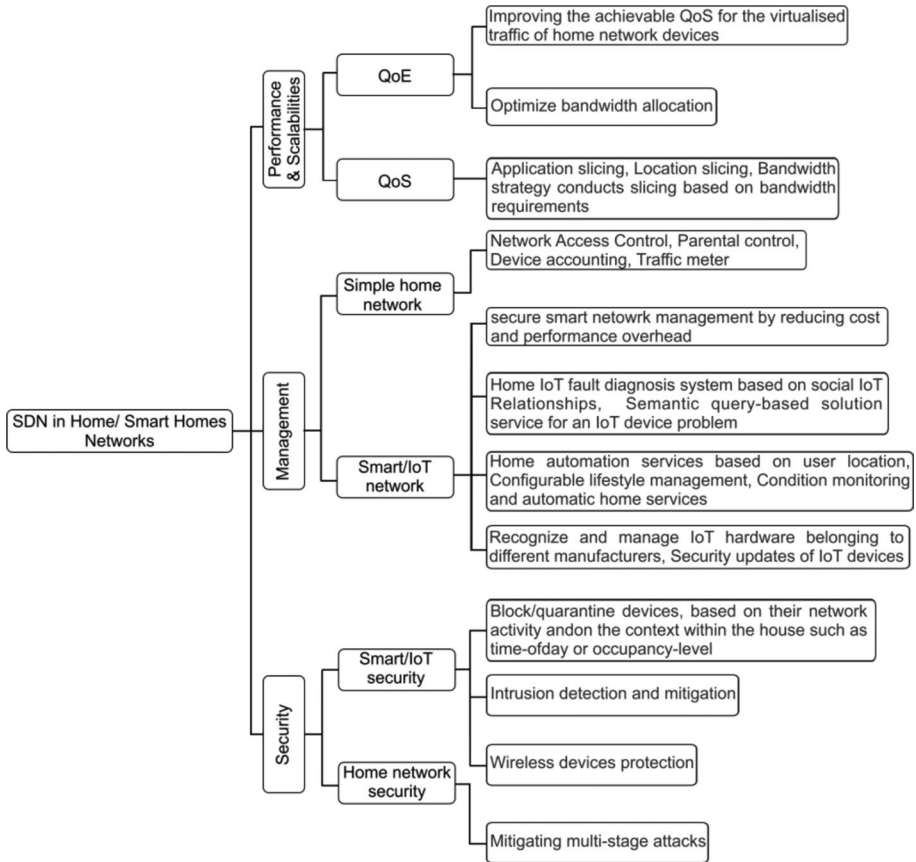 SDN in Home/ Smart Homes
Networks
Performance
& Scalabilities
QoE
Improving the achievable QoS for the virtualised
traffic of home network devices
Optimize bandwidth allocation
QoS
Application slicing, Location slicing, Bandwidth
strategy conducts slicing based on bandwidth
requirements
Management
Simple home
network
Network Access Control, Parental control,
Device accounting, Traffic meter
Smart/IoT
network
secure smart netowrk management by reducing cost
and performance overhead
Home IoT fault diagnosis system based on social IoT
Relationships, Semantic query-based solution
service for an IoT device problem
Home automation services based on user location,
Configurable lifestyle management, Condition monitoring
and automatic home services
Recognize and manage IoT hardware belonging to
different manufacturers, Security updates of IoT devices
Security
Smart/IoT
security
Block/quarantine devices, based on their network
activity andon the context within the house such as
time-ofday or occupancy-level
Intrusion detection and mitigation
Wireless devices protection
Home network
security
Mitigating multi-stage attacks